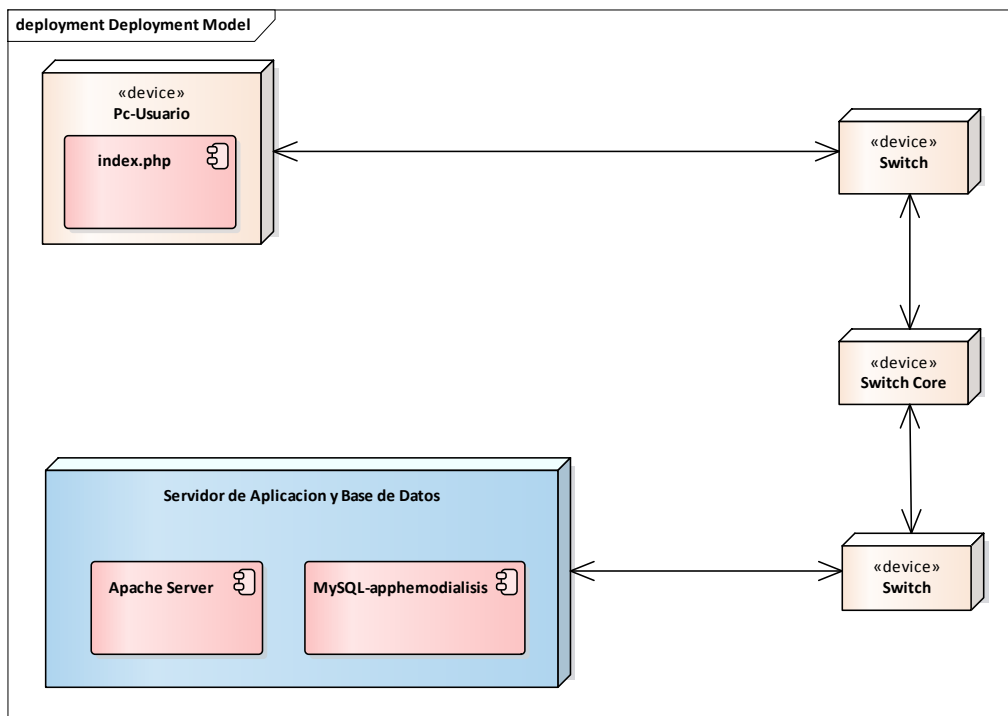 deployment Deployment Model
«device»
Pc-Usuario
index.php
«device»
Switch
«device»
Switch Core
Servidor de Aplicacion y Base de Datos
Apache Server
MySQL-apphemodialisis
«device»
Switch